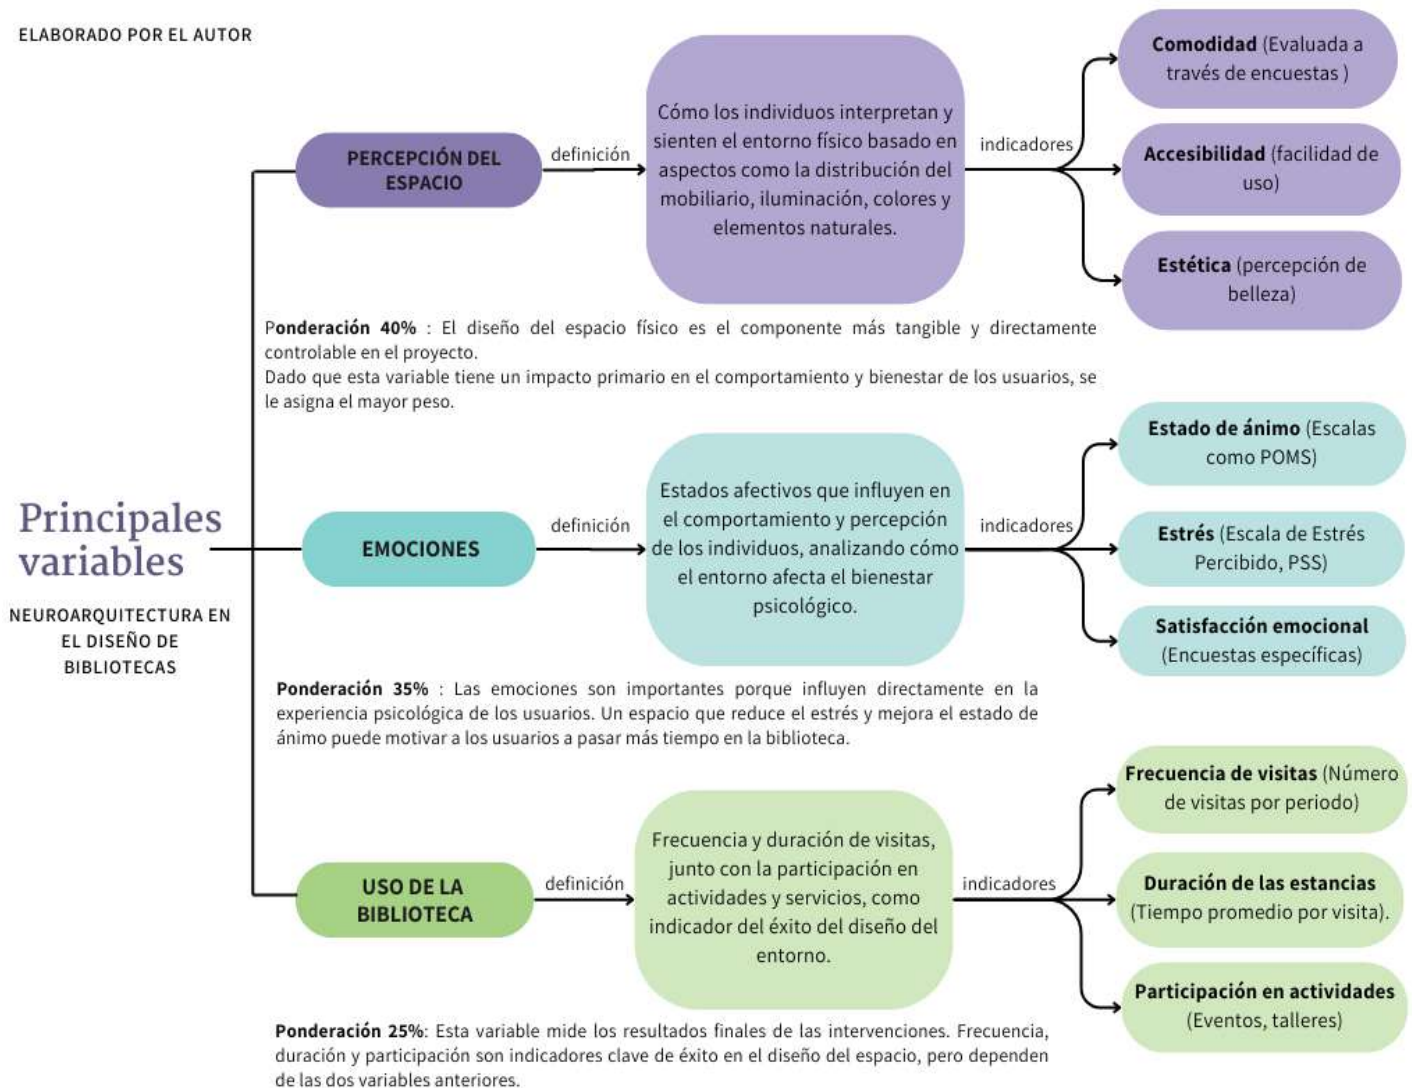 ELABORADO POR EL AUTOR
Principales
variables
NEUROARQUITECTURA EN
EL DISEÑO DE
BIBLIOTECAS
PERCEPCIÓN DEL
ESPACIO
definición
Cómo los individuos interpretan y
sienten el entorno físico basado en
aspectos como la distribución del
mobiliario, iluminación, colores y
elementos naturales.
indicadores
Comodidad (Evaluada a
través de encuestas )
Accesibilidad (facilidad de
uso)
Estética (percepción de
belleza)
Ponderación 40% : El diseño del espacio físico es el componente más tangible y directamente
controlable en el proyecto.
Dado que esta variable tiene un impacto primario en el comportamiento y bienestar de los usuarios, se
le asigna el mayor peso.
EMOCIONES
definición
Estados afectivos que influyen en
el comportamiento y percepción
de los individuos, analizando cómo
el entorno afecta el bienestar
psicológico.
indicadores
Estado de ánimo (Escalas
como POMS)
Estrés (Escala de Estrés
Percibido, PSS)
Satisfacción emocional
(Encuestas específicas)
Ponderación 35% : Las emociones son importantes porque influyen directamente en la
experiencia psicológica de los usuarios. Un espacio que reduce el estrés y mejora el estado de
ánimo puede motivar a los usuarios a pasar más tiempo en la biblioteca.
USO DE LA
BIBLIOTECA
definición
Frecuencia y duración de visitas,
junto con la participación en
actividades y servicios, como
indicador del éxito del diseño del
entorno.
indicadores
Frecuencia de visitas (Número
de visitas por periodo)
Duración de las estancias
(Tiempo promedio por visita).
Participación en actividades
(Eventos, talleres)
Ponderación 25%: Esta variable mide los resultados finales de las intervenciones. Frecuencia,
duración y participación son indicadores clave de éxito en el diseño del espacio, pero dependen
de las dos variables anteriores.